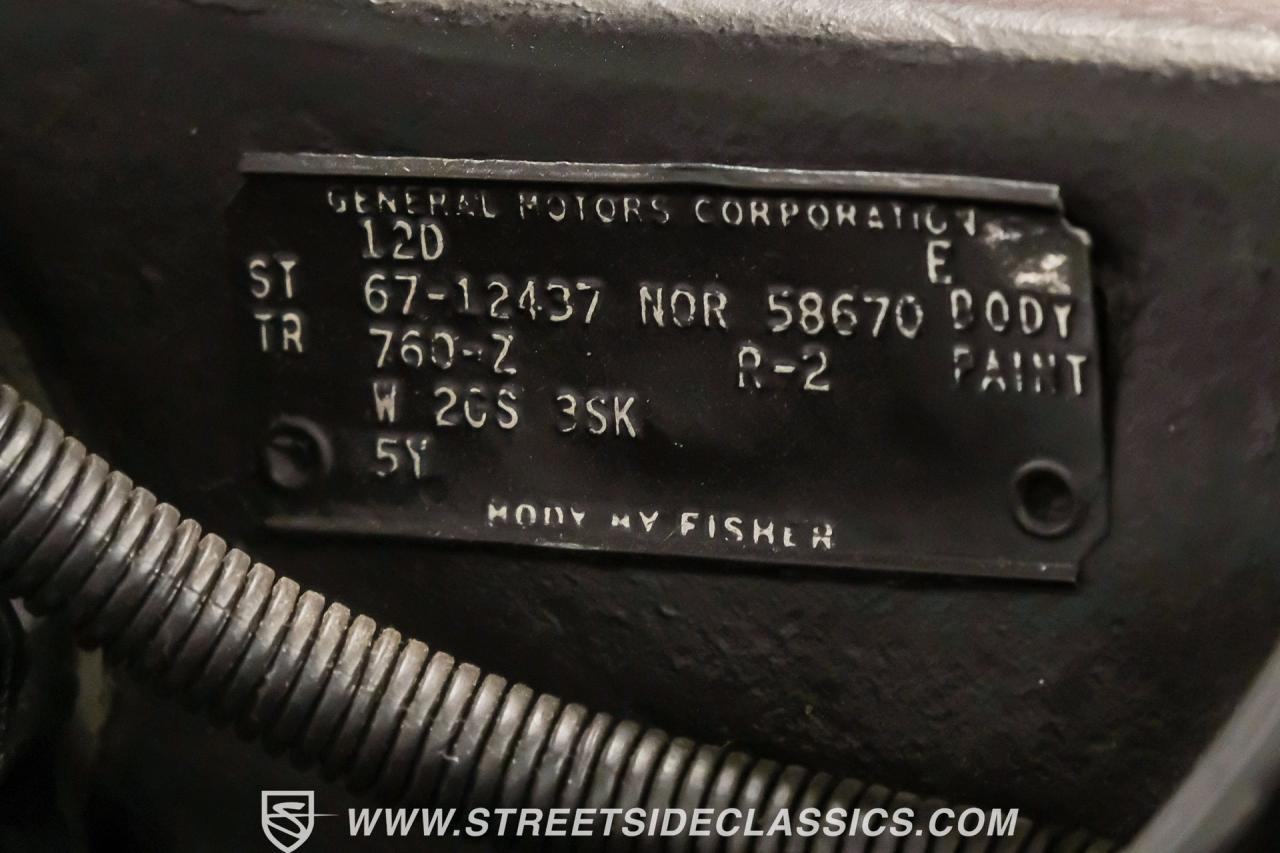 GENERAL MOTORS CORPORATION
12D E
ST 67-12437 NOR 58670 BODY
TR 760-Z R-2 PAINT
W 2GS 3SK
5Y
BODY BY FISHER
WWW.STREETSIDECLASSICS.COM